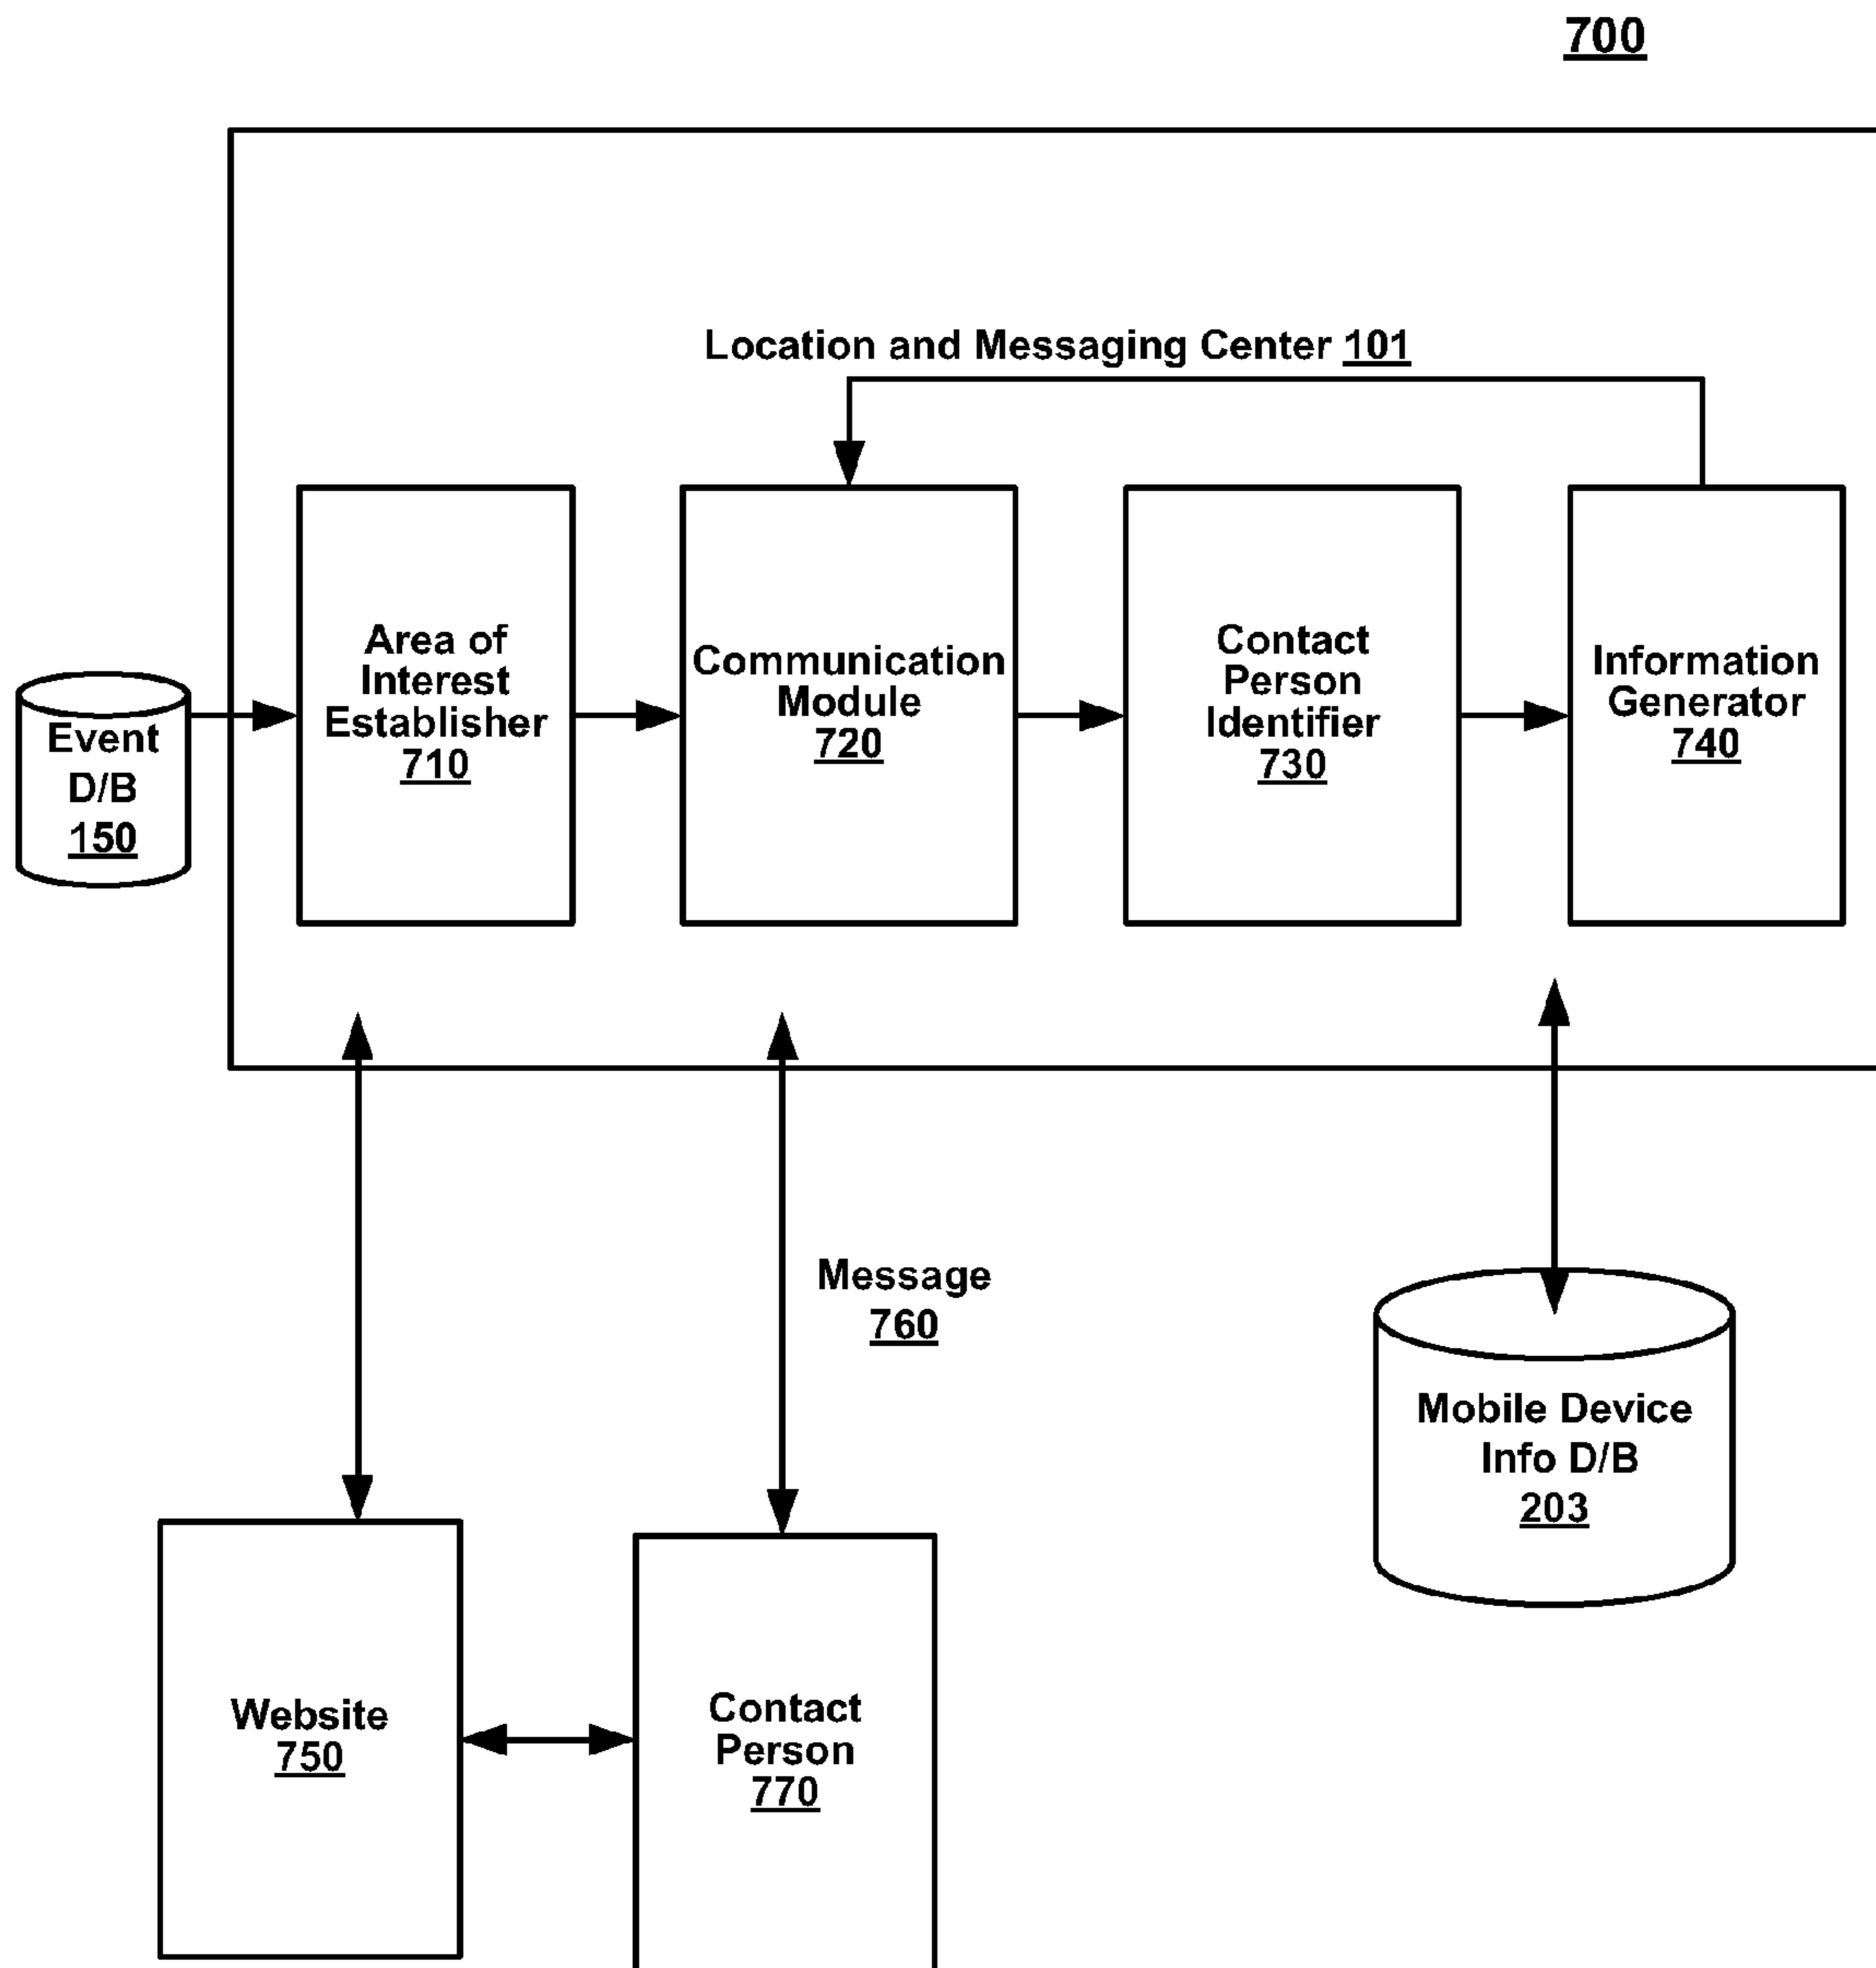 700
Location and Messaging Center 101
Area of
Interest
Establisher
710
Communication
Module
720
Contact
Person
Identifier
730
Information
Generator
740
Event
D/B
150
Message
760
Mobile Device
Info D/B
203
Website
750
Contact
Person
770